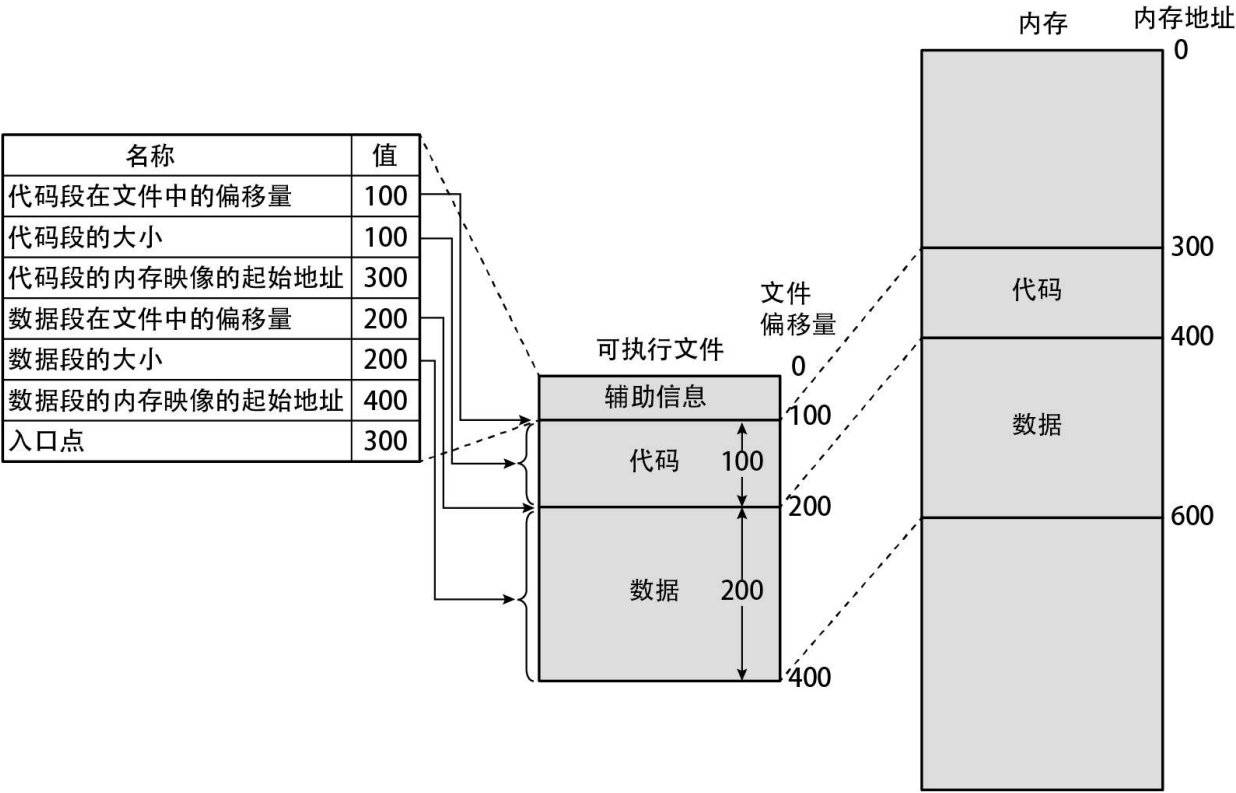 名称 值
代码段在文件中的偏移量 100
代码段的大小 100
代码段的内存映像的起始地址 300
数据段在文件中的偏移量 200
数据段的大小 200
数据段的内存映像的起始地址 400
入口点 300
可执行文件
文件
偏移量
0
辅助信息
100
代码 100
200
数据 200
400
内存 内存地址
0
300
代码
400
数据
600